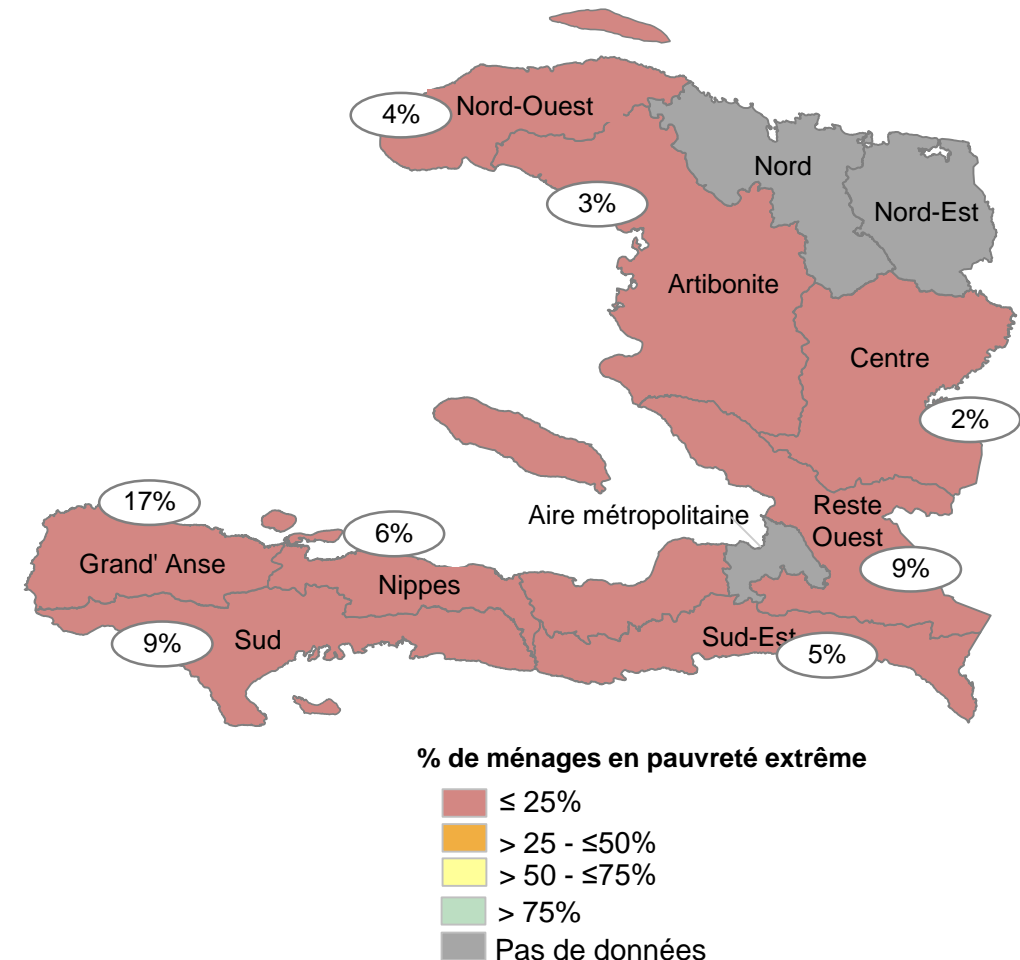 Nord-Ouest
4%
Nord
3%
Nord-Est
Artibonite
Centre
2%
17%
Reste
Ouest
Aire métropolitaine
6%
Grand' Anse
9%
Nippes
Sud
9%
Sud-Est
5%
% de ménages en pauvreté extrême
≤ 25%
> 25 - ≤50%
> 50 - ≤75%
> 75%
Pas de données